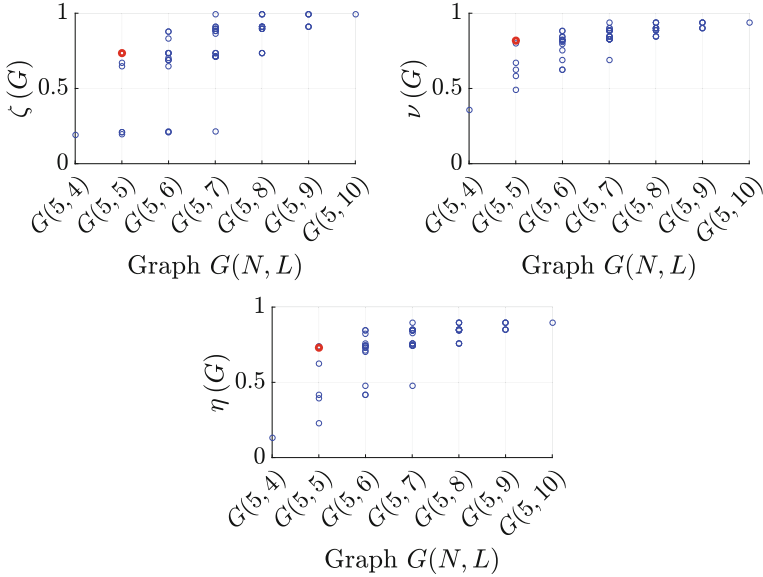 1
0.5
0
ζ (G)
G(5, 4)
G(5, 5)
G(5, 6)
G(5, 7)
G(5, 8)
G(5, 9)
G(5, 10)
Graph G(N, L)
1
0.5
0
ν (G)
G(5, 4)
G(5, 5)
G(5, 6)
G(5, 7)
G(5, 8)
G(5, 9)
G(5, 10)
Graph G(N, L)
1
0.5
0
η (G)
G(5, 4)
G(5, 5)
G(5, 6)
G(5, 7)
G(5, 8)
G(5, 9)
G(5, 10)
Graph G(N, L)